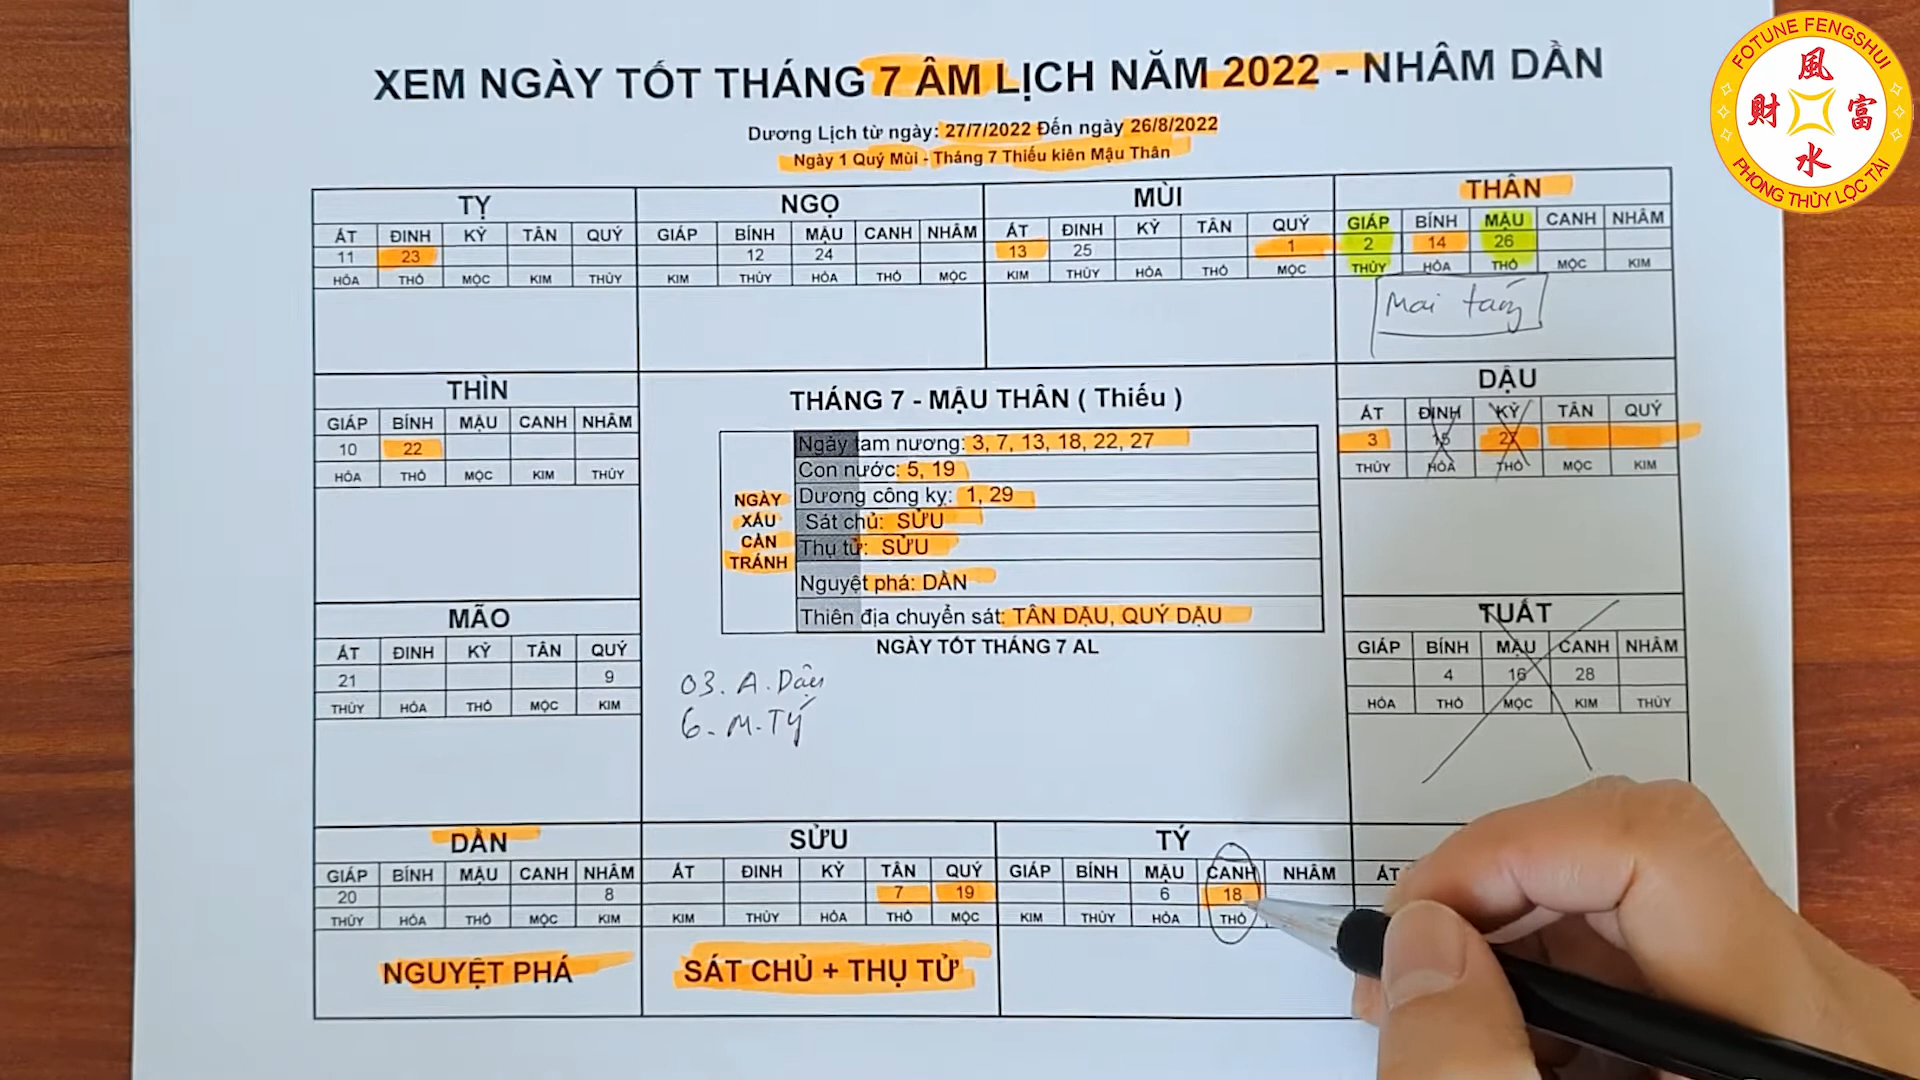 XEM NGÀY TỐT THÁNG 7 ÂM LỊCH NĂM 2022 - NHÂM DẦN
Dương Lịch từ ngày: 27/7/2022 Đến ngày 26/8/2022
Ngày 1 Quý Mùi - Tháng 7 Thiếu kiên Mậu Thân
FOTUNE FENGSHUI
風
財 富
水
PHONG THỦY LỘC TÀI
TỴ
ẤT ĐINH KỶ TÂN QUÝ
11 23
HỎA THỔ MỘC KIM THỦY
NGỌ
GIÁP BÍNH MẬU CANH NHÂM
12 24
KIM THỦY HỎA THỔ MỘC
MÙI
ẤT ĐINH KỶ TÂN QUÝ
13 25 1
KIM THỦY HỎA THỔ MỘC
THÂN
GIÁP BÍNH MẬU CANH NHÂM
2 14 26
THỦY HỎA THỔ MỘC KIM
Mai táng
THÌN
GIÁP BÍNH MẬU CANH NHÂM
10 22
HỎA THỔ MỘC KIM THỦY
THÁNG 7 - MẬU THÂN ( Thiếu )
NGÀY XẤU CẦN TRÁNH
Ngày tam nương: 3, 7, 13, 18, 22, 27
Con nước: 5, 19
Dương công kỵ: 1, 29
Sát chủ: SỬU
Thụ tử: SỬU
Nguyệt phá: DẦN
Thiên địa chuyển sát: TÂN DẬU, QUÝ DẬU
NGÀY TỐT THÁNG 7 AL
03. A. Dậu
6. M. Tý
DẬU
ẤT ĐINH KỶ TÂN QUÝ
3 15 27
THỦY HỎA THỔ MỘC KIM
MÃO
ẤT ĐINH KỶ TÂN QUÝ
21 9
THỦY HỎA THỔ MỘC KIM
TUẤT
GIÁP BÍNH MẬU CANH NHÂM
4 16 28
HỎA THỔ MỘC KIM THỦY
DẦN
GIÁP BÍNH MẬU CANH NHÂM
20 8
THỦY HỎA THỔ MỘC KIM
NGUYỆT PHÁ
SỬU
ẤT ĐINH KỶ TÂN QUÝ
7 19
KIM THỦY HỎA THỔ MỘC
SÁT CHỦ + THỤ TỬ
TÝ
GIÁP BÍNH MẬU CANH NHÂM
6 18
KIM THỦY HỎA THỔ
ẤT